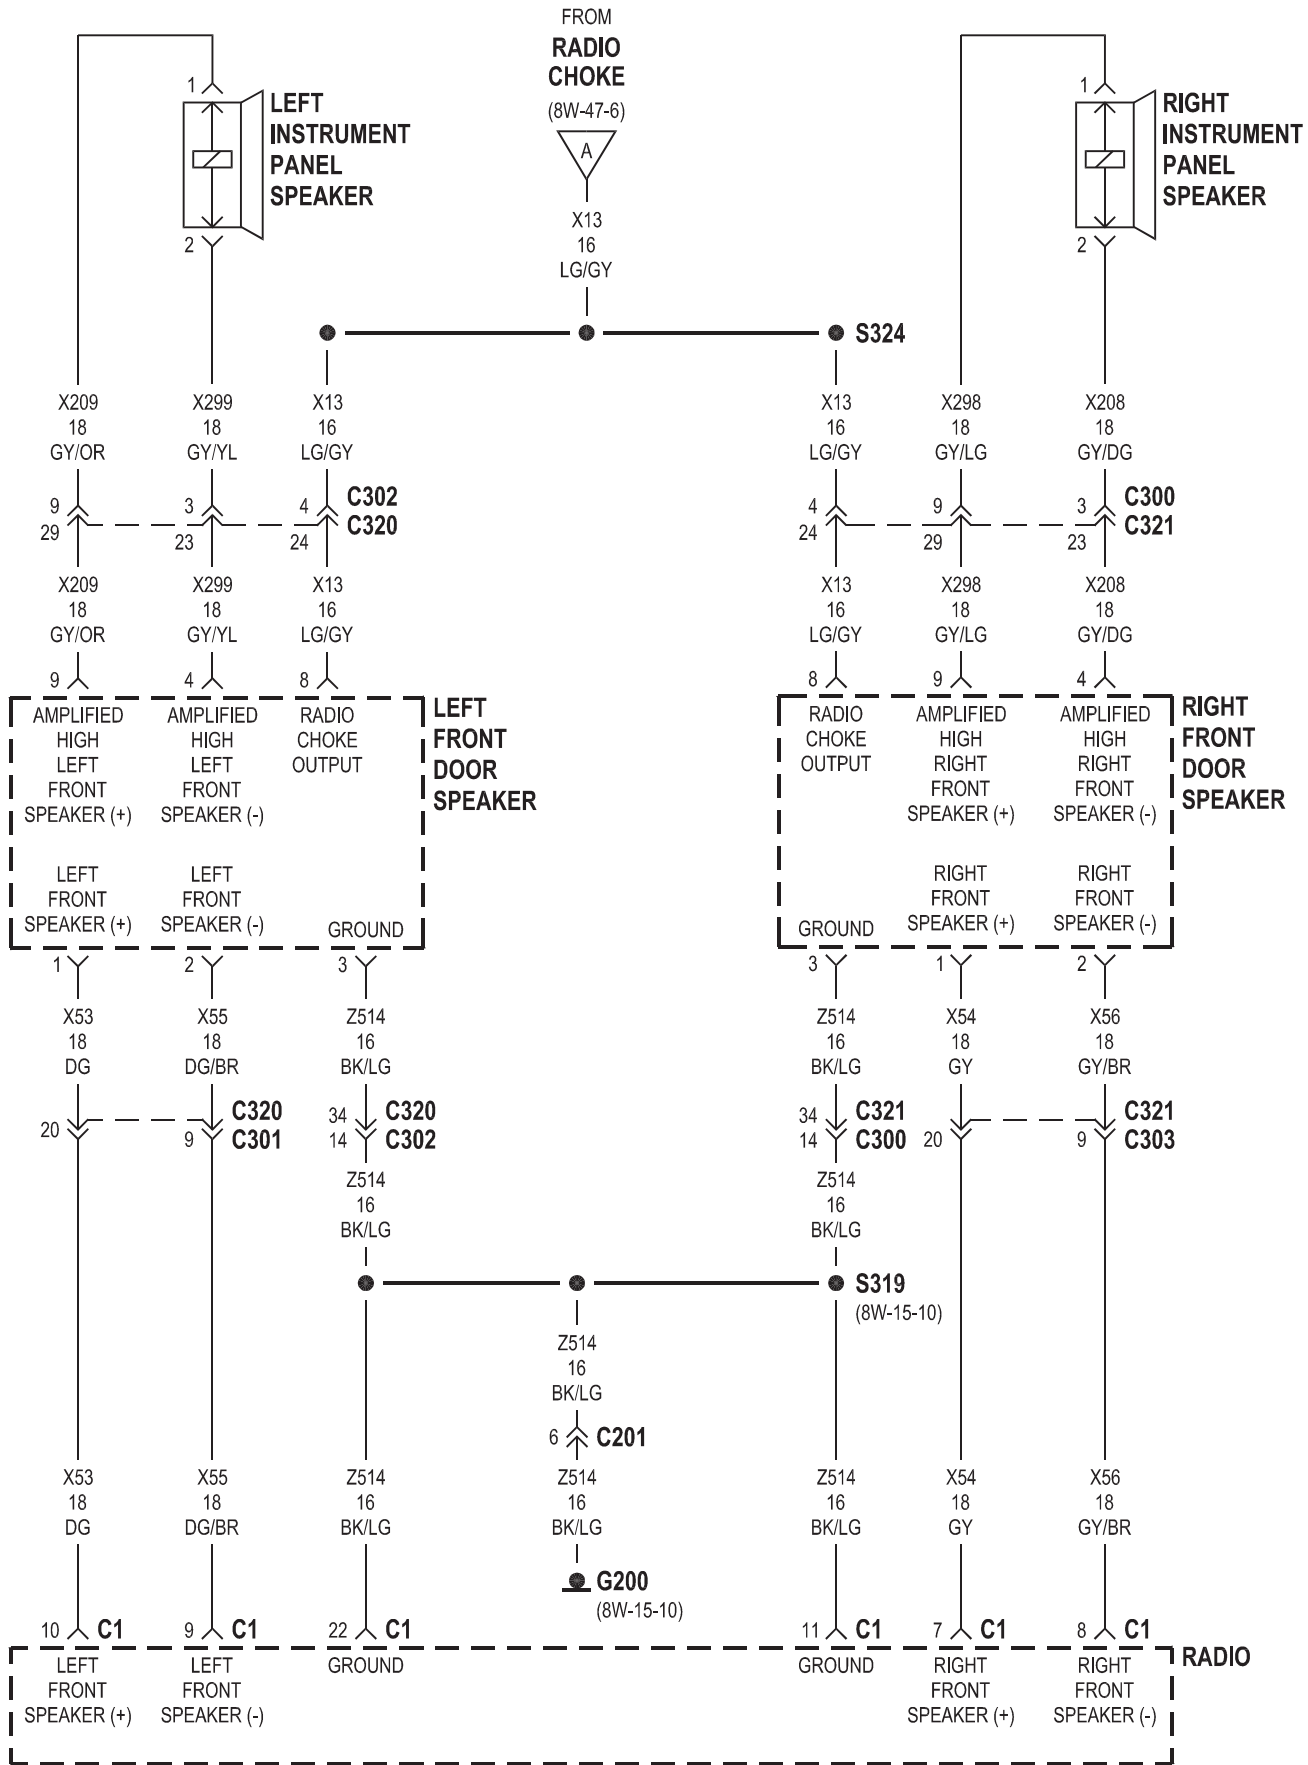 FROM
RADIO
CHOKE
(8W-47-6)
A
X13
16
LG/GY
1
LEFT
INSTRUMENT
PANEL
SPEAKER
2
1
RIGHT
INSTRUMENT
PANEL
SPEAKER
2
S324
X209
18
GY/OR
X299
18
GY/YL
X13
16
LG/GY
X13
16
LG/GY
X298
18
GY/LG
X208
18
GY/DG
9
3
4
C302
29
23
24
C320
4
9
3
C300
24
29
23
C321
X209
18
GY/OR
X299
18
GY/YL
X13
16
LG/GY
X13
16
LG/GY
X298
18
GY/LG
X208
18
GY/DG
9
4
8
8
9
4
AMPLIFIED
HIGH
LEFT
FRONT
SPEAKER (+)
AMPLIFIED
HIGH
LEFT
FRONT
SPEAKER (-)
RADIO
CHOKE
OUTPUT
LEFT
FRONT
DOOR
SPEAKER
RADIO
CHOKE
OUTPUT
AMPLIFIED
HIGH
RIGHT
FRONT
SPEAKER (+)
AMPLIFIED
HIGH
RIGHT
FRONT
SPEAKER (-)
RIGHT
FRONT
DOOR
SPEAKER
LEFT
FRONT
SPEAKER (+)
LEFT
FRONT
SPEAKER (-)
GROUND
GROUND
RIGHT
FRONT
SPEAKER (+)
RIGHT
FRONT
SPEAKER (-)
1
2
3
3
1
2
X53
18
DG
X55
18
DG/BR
Z514
16
BK/LG
Z514
16
BK/LG
X54
18
GY
X56
18
GY/BR
20
9
C320
C301
34
C320
14
C302
34
C321
14
C300
20
9
C321
C303
Z514
16
BK/LG
Z514
16
BK/LG
S319
(8W-15-10)
Z514
16
BK/LG
6
C201
X53
18
DG
X55
18
DG/BR
Z514
16
BK/LG
Z514
16
BK/LG
Z514
16
BK/LG
X54
18
GY
X56
18
GY/BR
G200
(8W-15-10)
10 C1
9 C1
22 C1
11 C1
7 C1
8 C1
RADIO
LEFT
FRONT
SPEAKER (+)
LEFT
FRONT
SPEAKER (-)
GROUND
GROUND
RIGHT
FRONT
SPEAKER (+)
RIGHT
FRONT
SPEAKER (-)